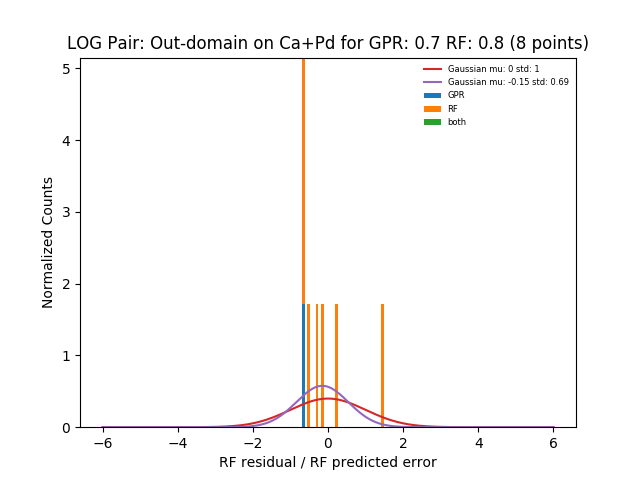 LOG Pair: Out-domain on Ca+Pd for GPR: 0.7 RF: 0.8 (8 points)
Gaussian mu: 0 std: 1
Gaussian mu: -0.15 std: 0.69
GPR
RF
both
Normalized Counts
5
4
3
2
1
0
−6 −4 −2 0 2 4 6
RF residual / RF predicted error